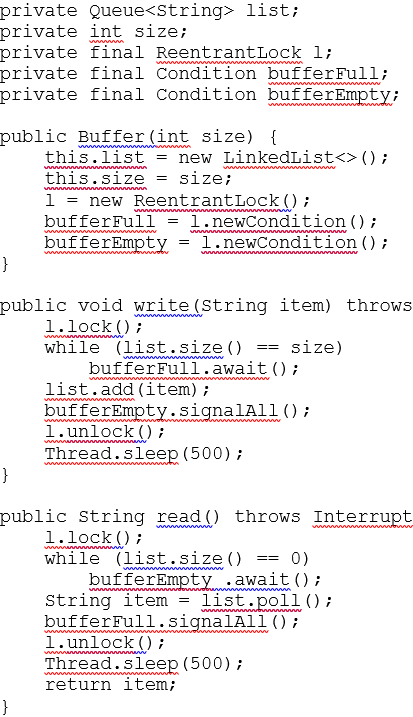 private Queue<String> list;
private int size;
private final ReentrantLock l;
private final Condition bufferFull;
private final Condition bufferEmpty;
public Buffer(int size) {
this.list = new LinkedList<>();
this.size = size;
l = new ReentrantLock();
bufferFull = l.newCondition();
bufferEmpty = l.newCondition();
}
public void write(String item) throws
l.lock();
while (list.size() == size)
bufferFull.await();
list.add(item);
bufferEmpty.signalAll();
l.unlock();
Thread.sleep(500);
}
public String read() throws Interrupt
l.lock();
while (list.size() == 0)
bufferEmpty .await();
String item = list.poll();
bufferFull.signalAll();
l.unlock();
Thread.sleep(500);
return item;
}